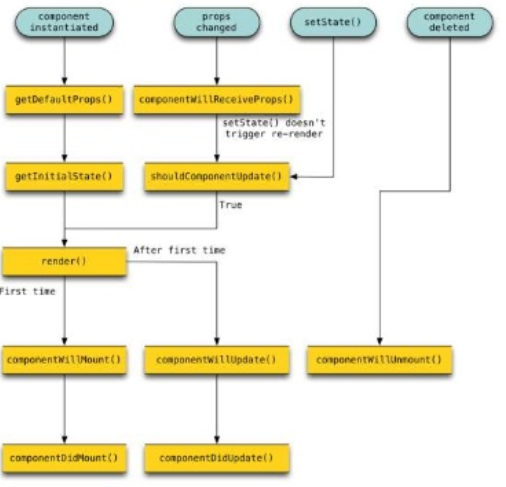 component
instantiated
props
changed
setState()
component
deleted
getDefaultProps()
componentWillReceiveProps()
setState() doesn't
trigger re-render
getInitialState()
shouldComponentUpdate()
True
render()
After first time
First time
componentWillMount()
componentWillUpdate()
componentWillUnmount()
componentDidMount()
componentDidUpdate()